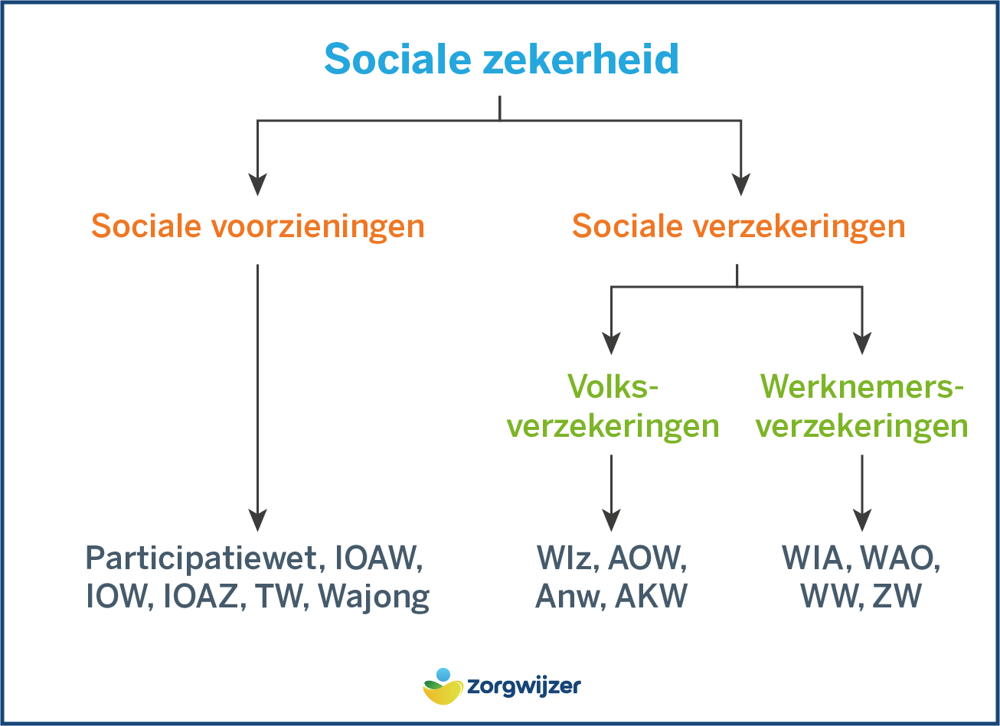 Sociale zekerheid
Sociale voorzieningen
Sociale verzekeringen
Volks-
verzekeringen
Werknemers-
verzekeringen
Participatiewet, IOAW,
IOW, IOAZ, TW, Wajong
Wlz, AOW,
Anw, AKW
WIA, WAO,
WW, ZW
zorgwijzer